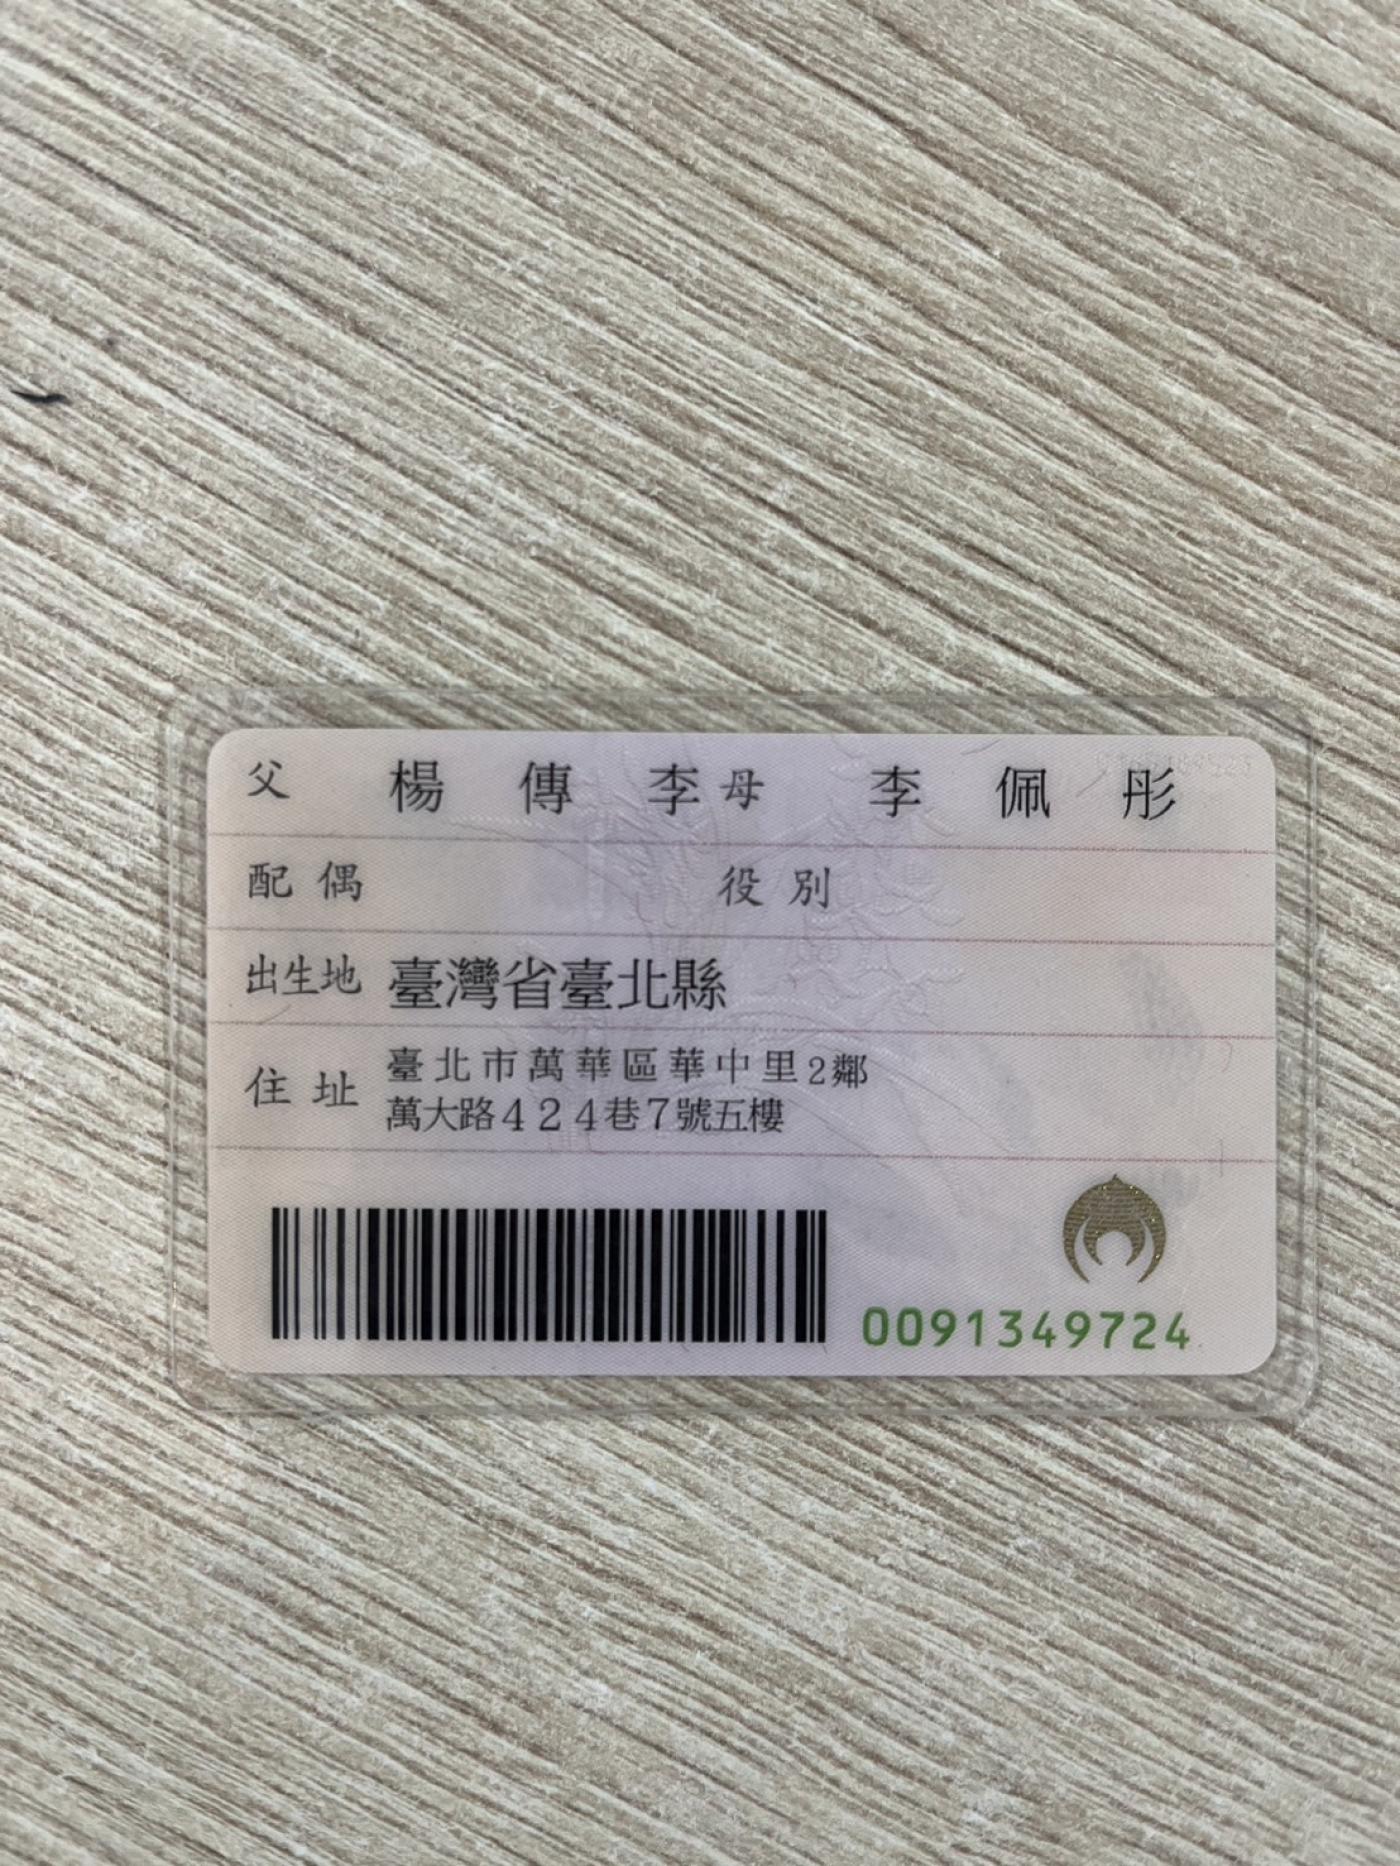 父 楊傳李 母 李佩彤
配偶 役別
出生地 臺灣省臺北縣
住址 臺北市萬華區華中里2鄰
萬大路424巷7號五樓
0091349724